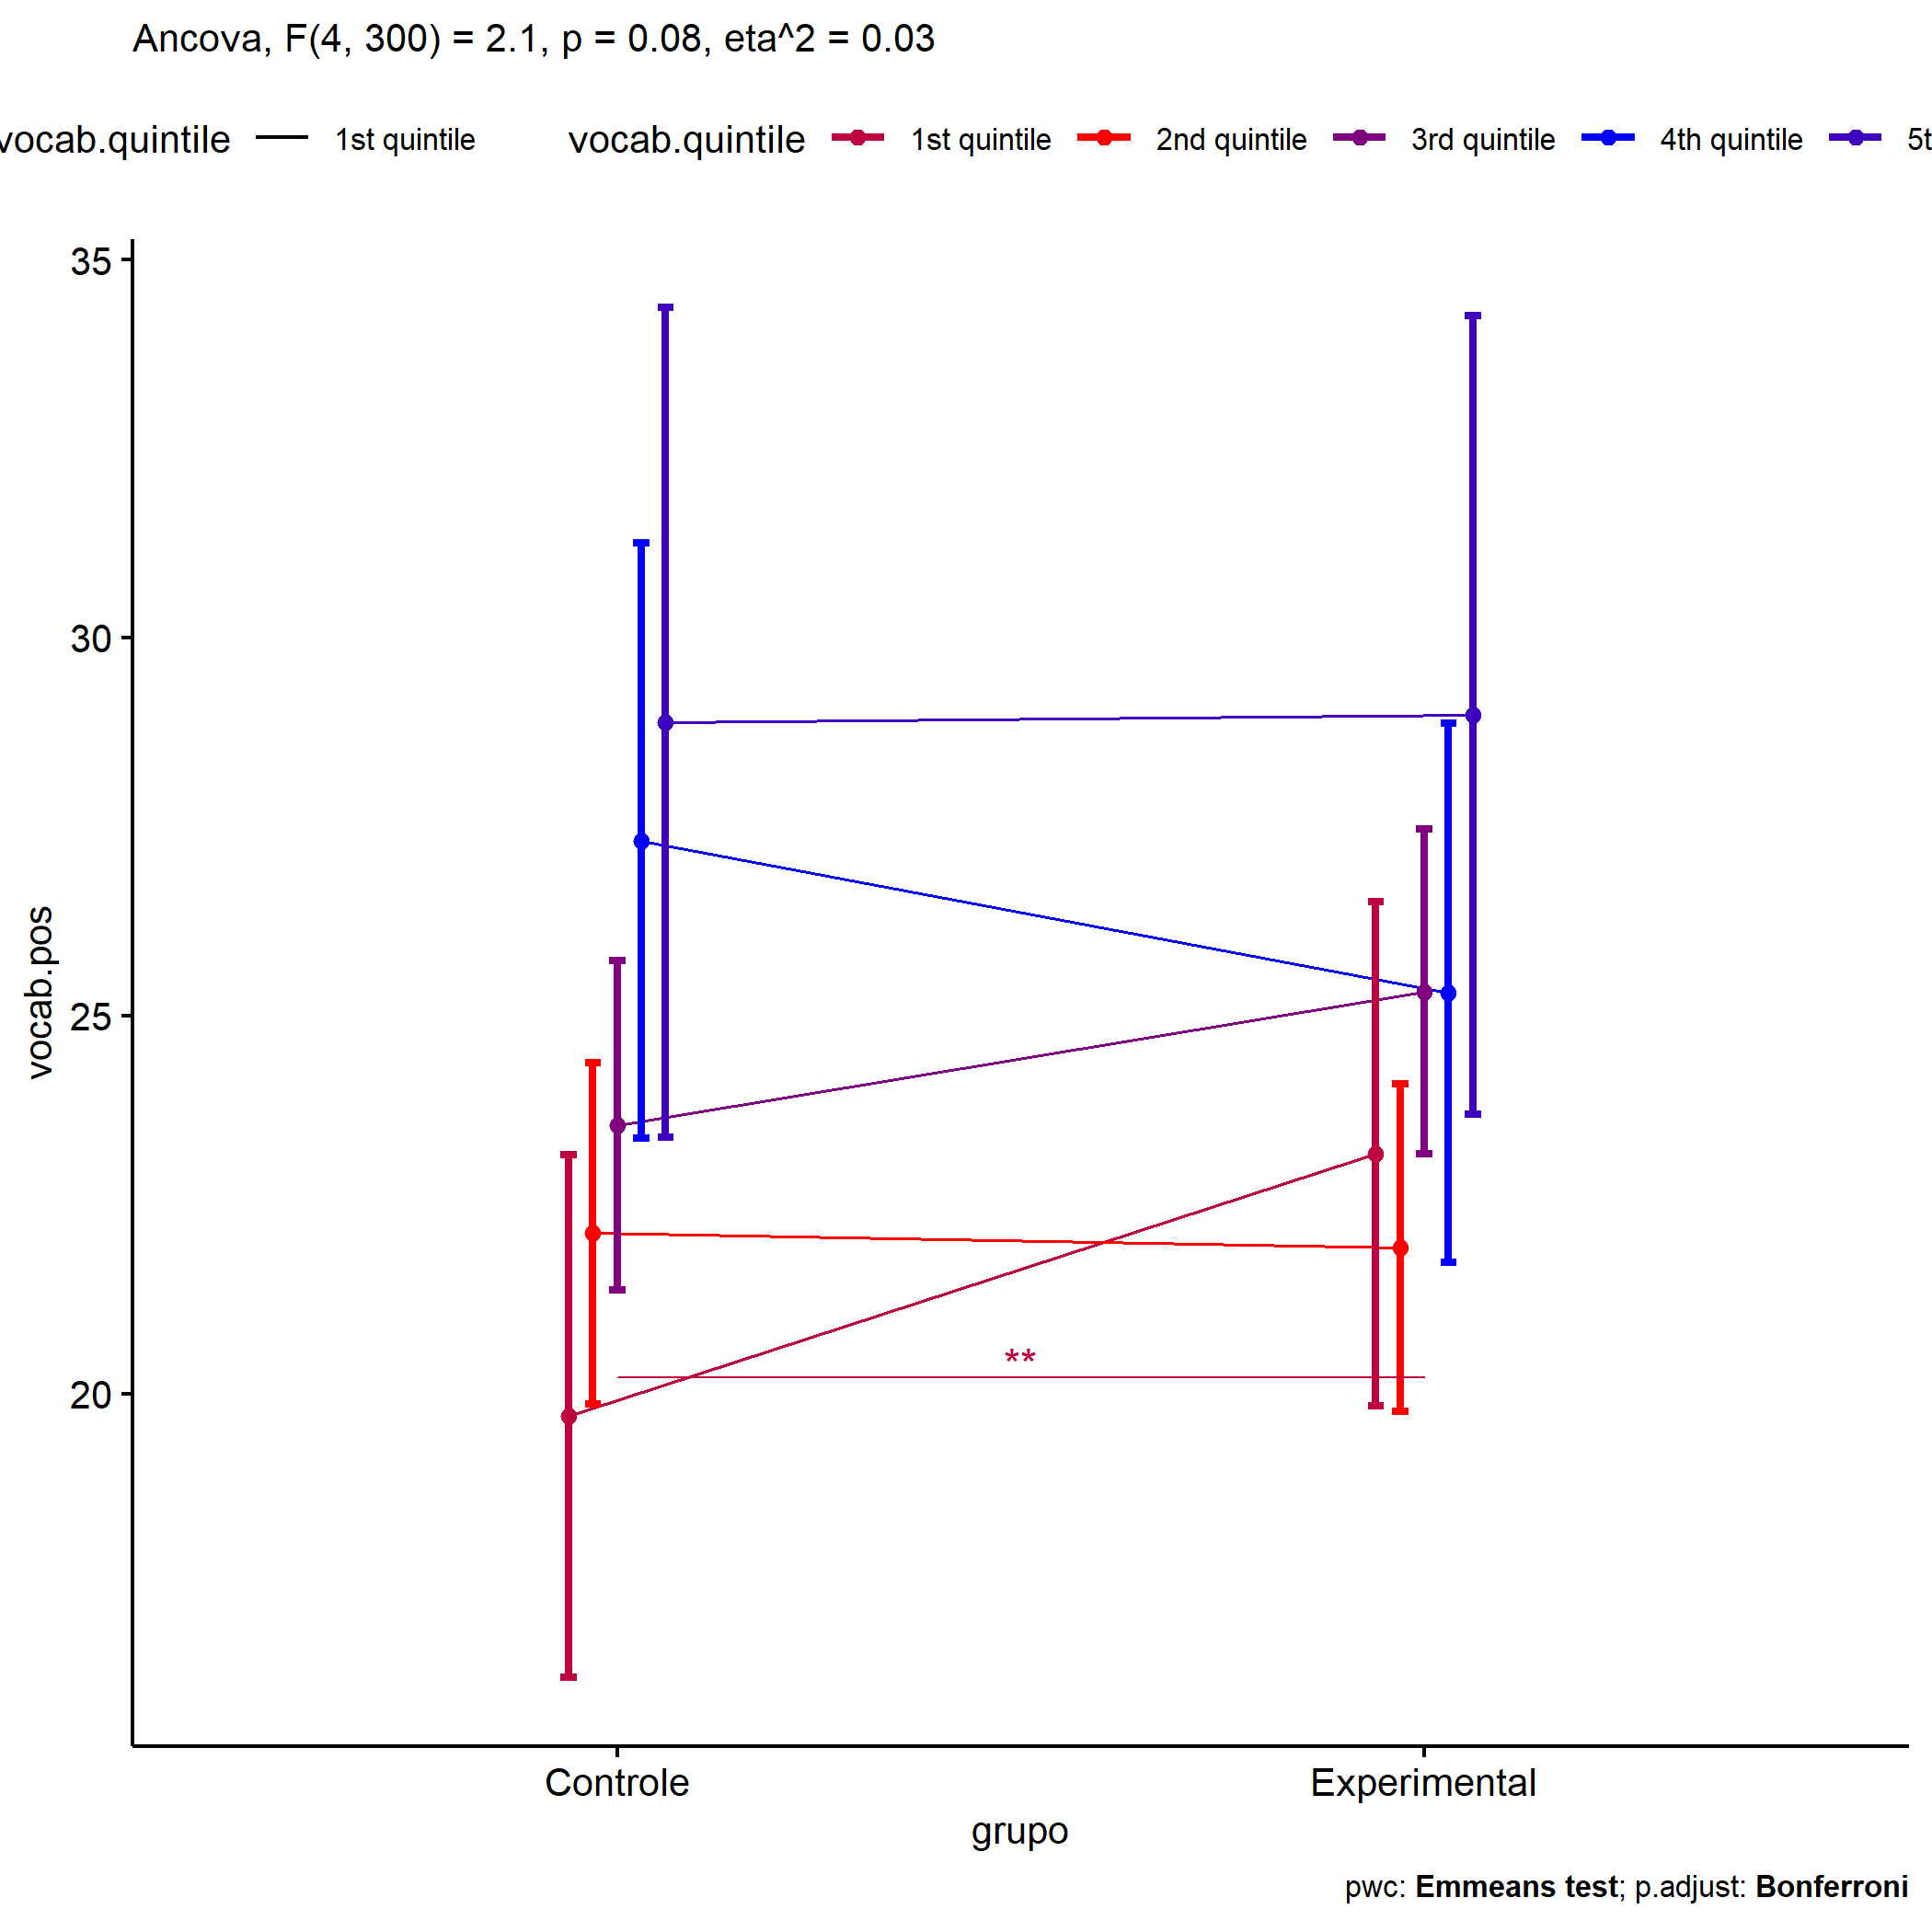 Ancova, F(4, 300) = 2.1, p = 0.08, eta^2 = 0.03
vocab.quintile 1st quintile vocab.quintile 1st quintile 2nd quintile 3rd quintile 4th quintile 5t
35
30
25
20
vocab.pos
**
Controle Experimental
grupo
pwc: Emmeans test; p.adjust: Bonferroni